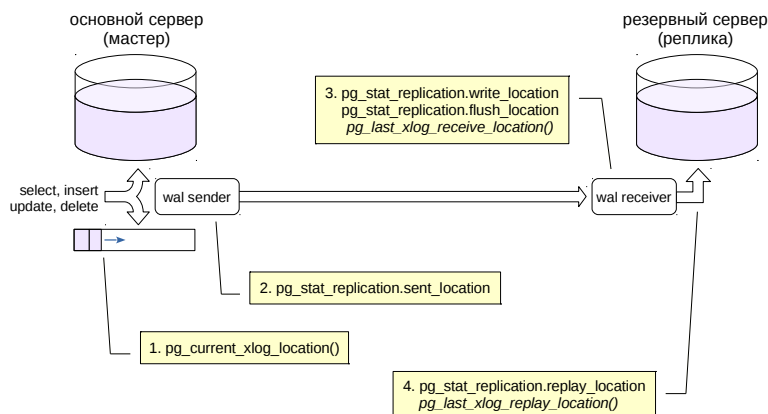 основной сервер
(мастер)
резервный сервер
(реплика)
3. pg_stat_replication.write_location
pg_stat_replication.flush_location
pg_last_xlog_receive_location()
select, insert
update, delete
wal sender
wal receiver
2. pg_stat_replication.sent_location
1. pg_current_xlog_location()
4. pg_stat_replication.replay_location
pg_last_xlog_replay_location()